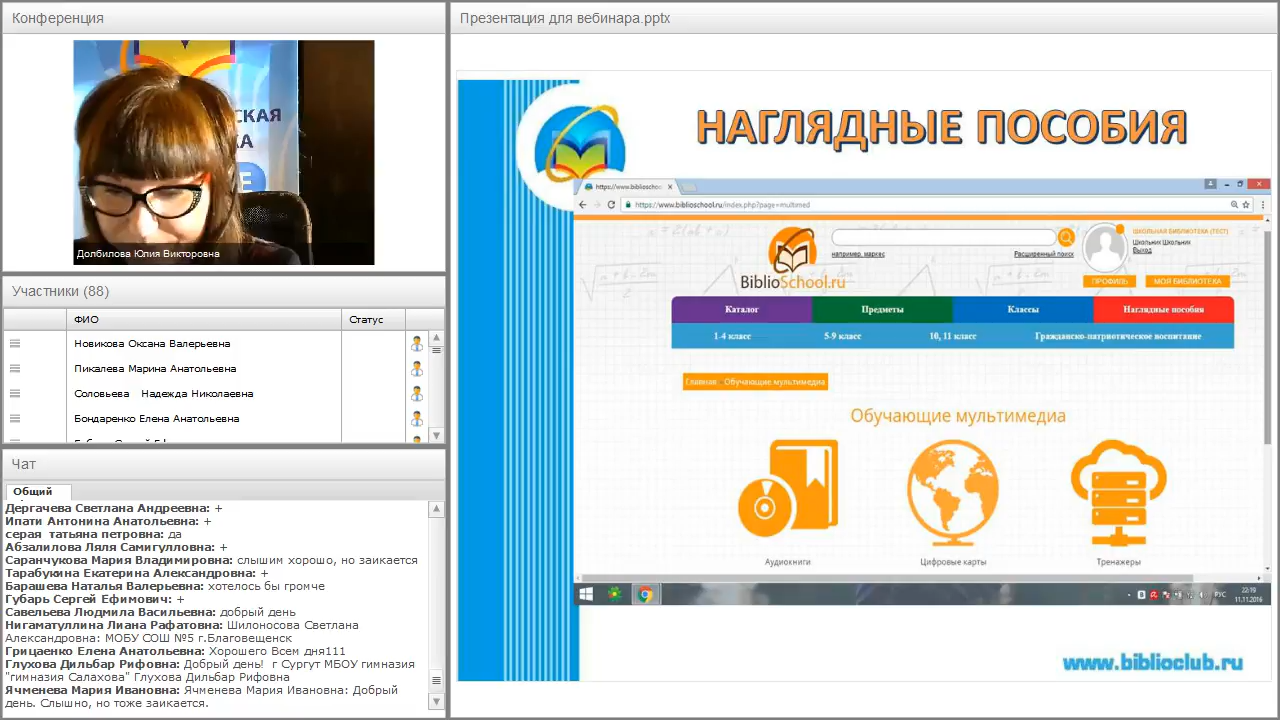 Конференция
СКАЯ
КА
Е
Долбилова Юлия Викторовна
Участники (88)
ФИО
Статус
Новикова Оксана Валерьевна
Пикалева Марина Анатольевна
Соловьева Надежда Николаевна
Бондаренко Елена Анатольевна
Чат
Общий
Дергачева Светлана Андреевна: +
Ипати Антонина Анатольевна: +
серая татьяна петровна: да
Абзалилова Ляля Самигулловна: +
Саранчукова Мария Владимировна: слышим хорошо, но заикается
Тарабукина Екатерина Александровна: +
Барашева Наталья Валерьевна: хотелось бы громче
Губарь Сергей Ефимович: +
Савельева Людмила Васильевна: добрый день
Нигаматуллина Лиана Рафатовна: Шилоносова Светлана
Александровна: МОБУ СОШ №5 г.Благовещенск
Грицаенко Елена Анатольевна: Хорошего Всем дня111
Глухова Дильбар Рифовна: Добрый день! г Сургут МБОУ гимназия
"гимназия Салахова" Глухова Дильбар Рифовна
Ячменева Мария Ивановна: Ячменева Мария Ивановна: Добрый
день. Слышно, но тоже заикается.
Презентация для вебинара.pptx
НАГЛЯДНЫЕ ПОСОБИЯ
https://www.biblioschoo
https://www.biblioschool.ru/index.php?page=multimed
BiblioSchool.ru
например, маркес
Расширенный поиск
ШКОЛЬНАЯ БИБЛИОТЕКА (ТЕСТ)
Школьник Школьник
Выход
ПРОФИЛЬ
МОЯ БИБЛИОТЕКА
Каталог
Предметы
Классы
Наглядные пособия
1-4 класс
5-9 класс
10, 11 класс
Гражданско-патриотическое воспитание
Главная
Обучающие мультимедиа
Обучающие мультимедиа
Аудиокниги
Цифровые карты
Тренажеры
РУС
22:19
11.11.2016
www.biblioclub.ru